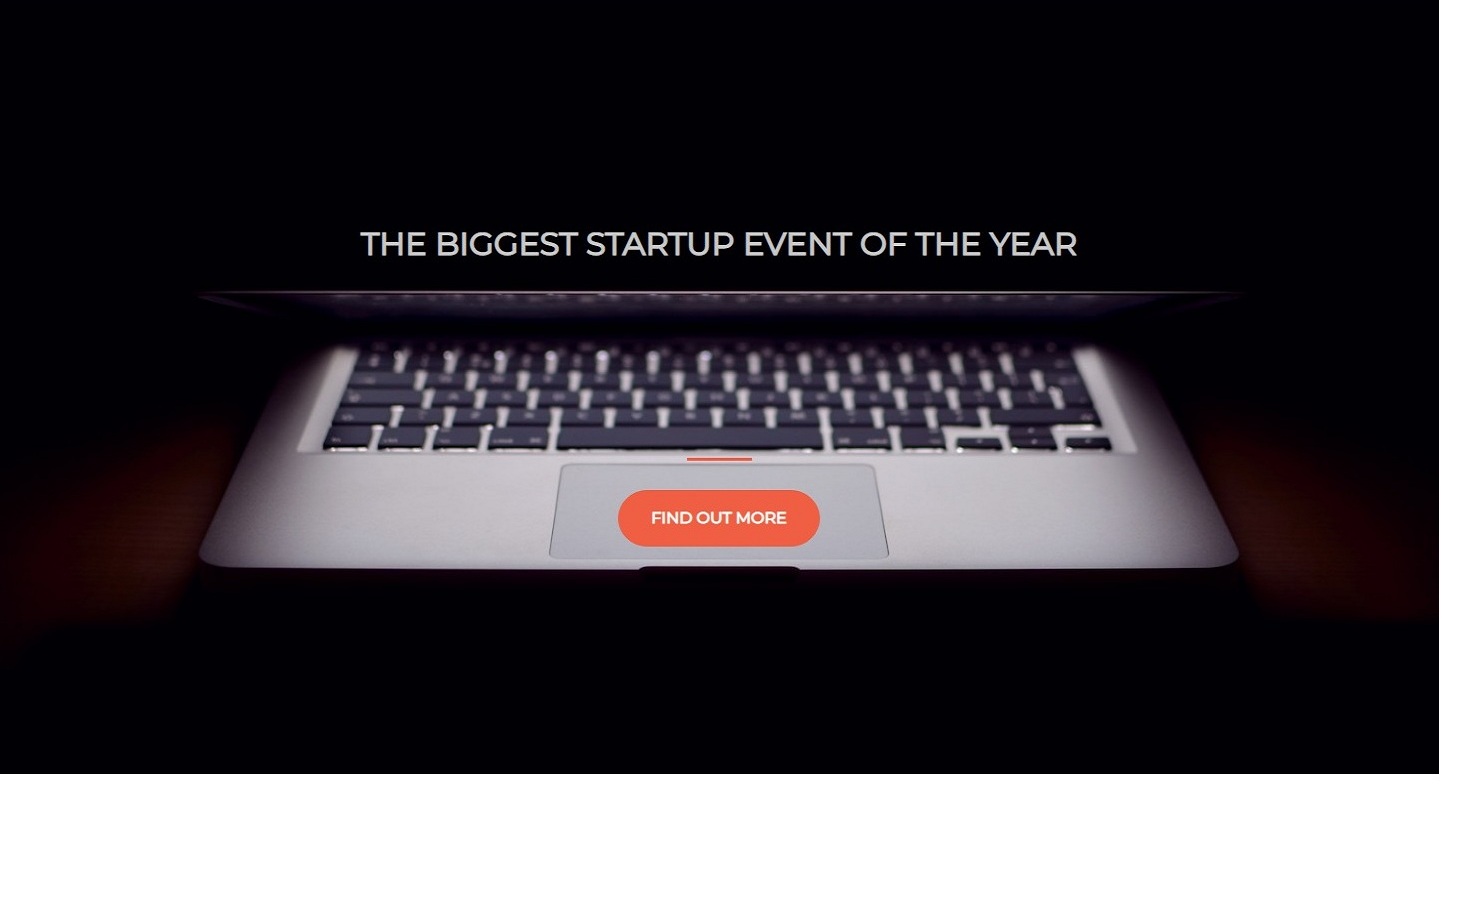 THE BIGGEST STARTUP EVENT OF THE YEAR
FIND OUT MORE